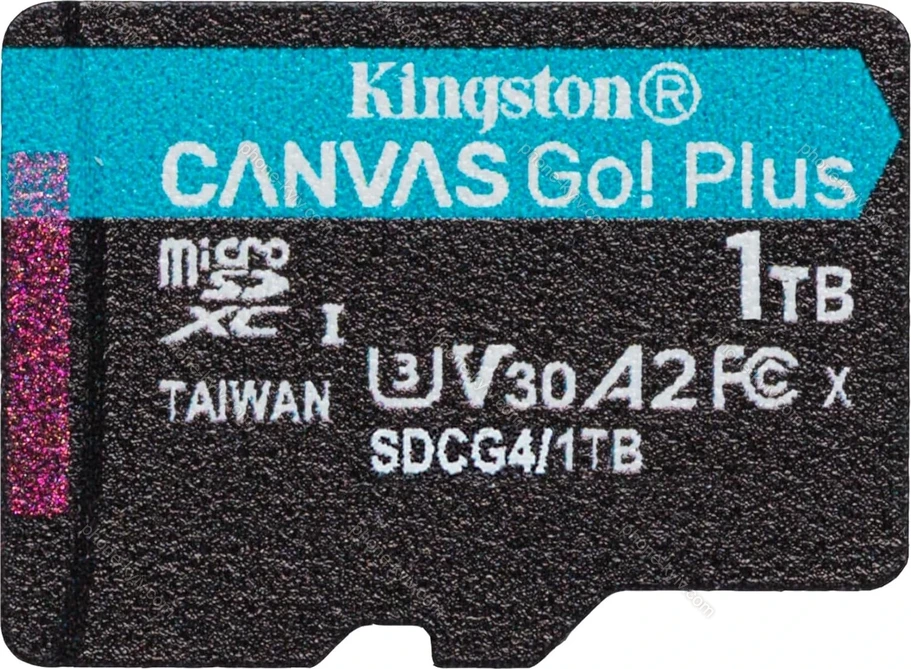 Kingston®
CANVAS Go! Plus
micro
SD
XC I
1TB
U3 V30 A2 FC X
TAIWAN
SDCG4/1TB